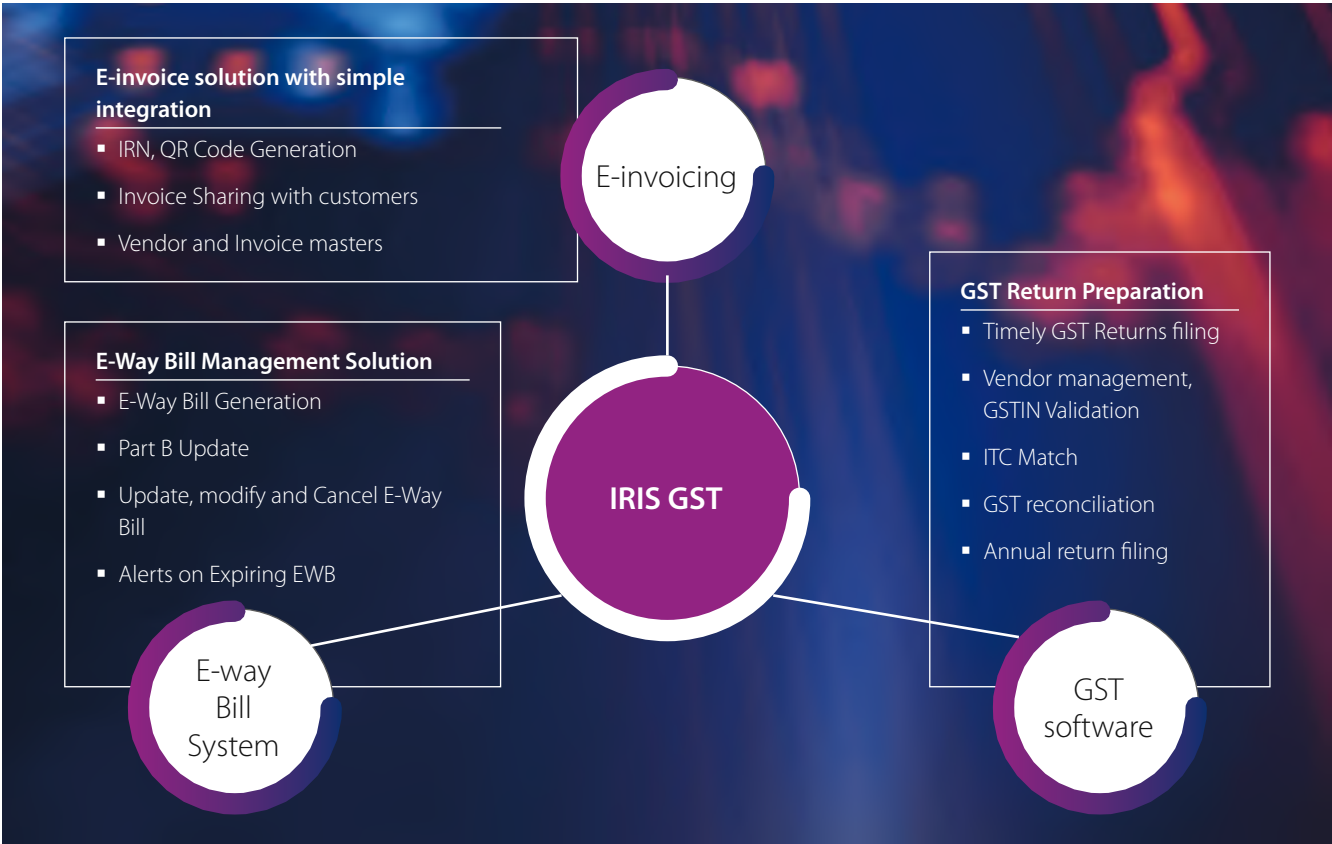 E-invoice solution with simple
integration
▪ IRN, QR Code Generation
▪ Invoice Sharing with customers
▪ Vendor and Invoice masters
E-invoicing
E-Way Bill Management Solution
▪ E-Way Bill Generation
▪ Part B Update
▪ Update, modify and Cancel E-Way
Bill
▪ Alerts on Expiring EWB
E-way
Bill
System
IRIS GST
GST Return Preparation
▪ Timely GST Returns filing
▪ Vendor management,
GSTIN Validation
▪ ITC Match
▪ GST reconciliation
▪ Annual return filing
GST
software